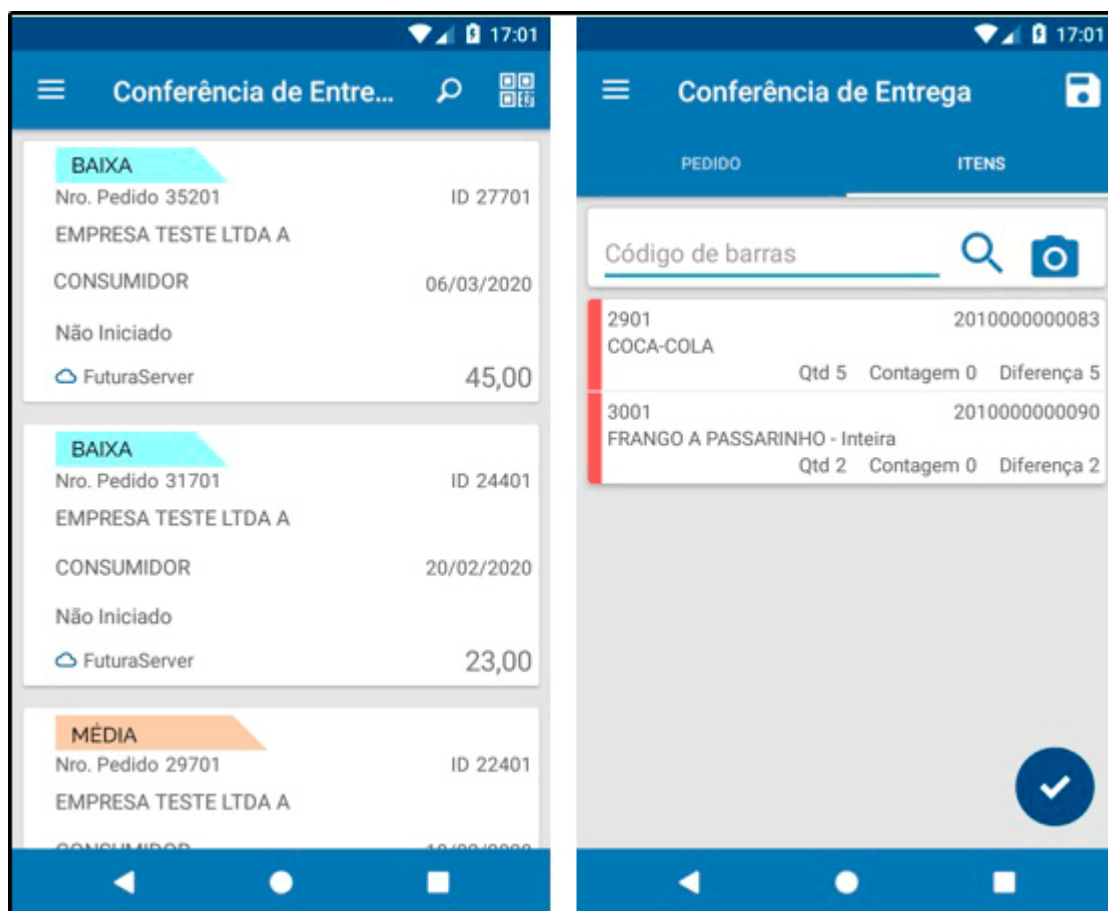 17:01
Conferência de Entre...
BAIXA
Nro. Pedido 35201 ID 27701
EMPRESA TESTE LTDA A
CONSUMIDOR 06/03/2020
Não Iniciado
FuturaServer 45,00
BAIXA
Nro. Pedido 31701 ID 24401
EMPRESA TESTE LTDA A
CONSUMIDOR 20/02/2020
Não Iniciado
FuturaServer 23,00
MÉDIA
Nro. Pedido 29701 ID 22401
EMPRESA TESTE LTDA A
CONSUMIDOR
17:01
Conferência de Entrega
PEDIDO ITENS
Código de barras
2901 2010000000083
COCA-COLA
Qtd 5 Contagem 0 Diferença 5
3001 2010000000090
FRANGO A PASSARINHO - Inteira
Qtd 2 Contagem 0 Diferença 2